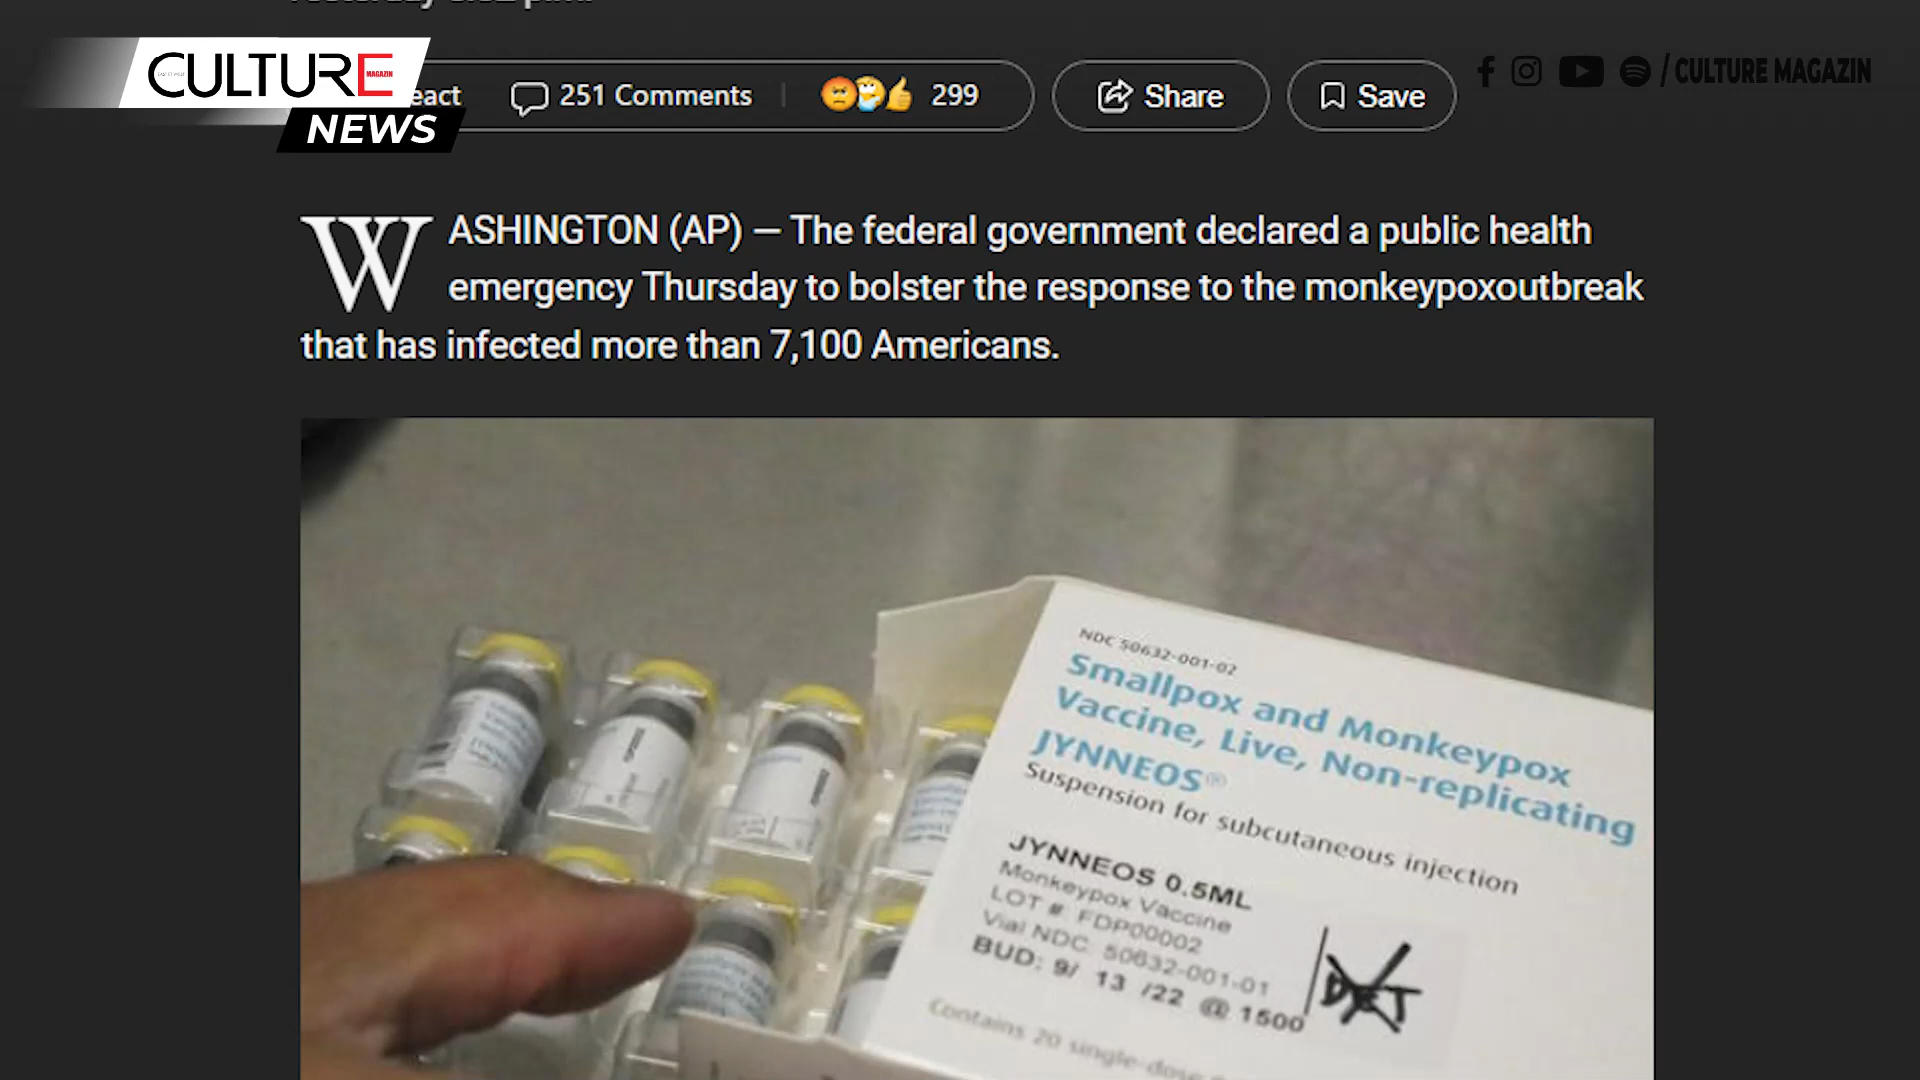 CULTURE
MAGAZIN
NEWS
eact
251 Comments
299
Share
Save
/ CULTURE MAGAZIN
WASHINGTON (AP) — The federal government declared a public health
emergency Thursday to bolster the response to the monkeypoxoutbreak
that has infected more than 7,100 Americans.
NDC 50632-001-02
Smallpox and Monkeypox
Vaccine, Live, Non-replicating
JYNNEOS®
Suspension for subcutaneous injection
JYNNEOS 0.5ML
Monkeypox Vaccine
LOT #: FDP00002
Vial NDC: 50632-001-01
BUD: 9/ 13 /22 @ 1500
Contains 20 single-dose